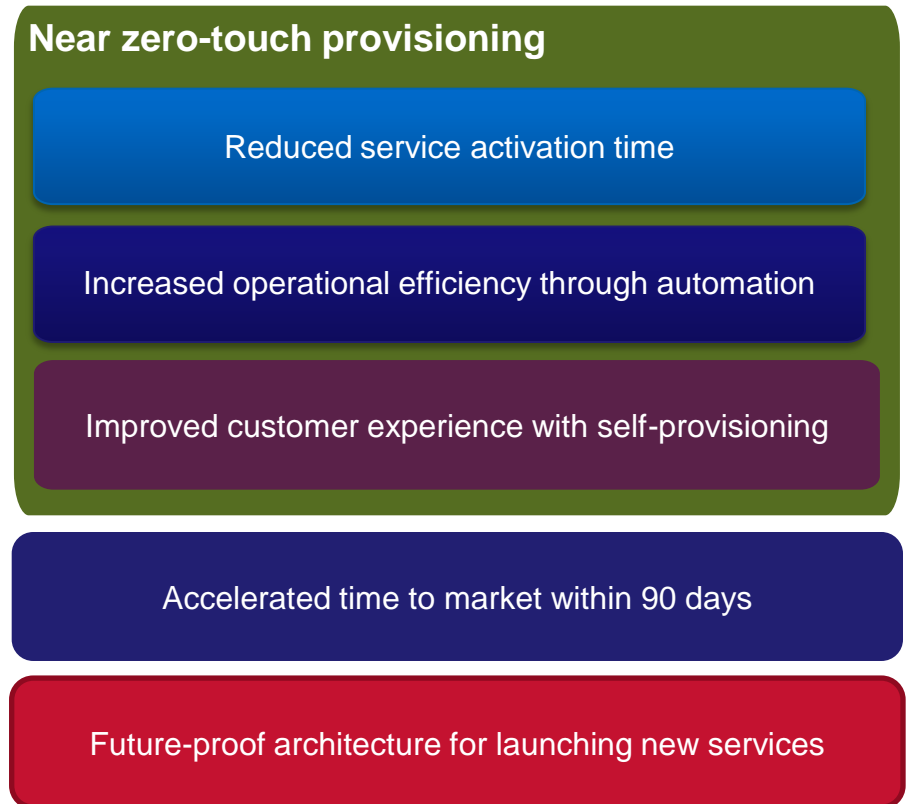 Near zero-touch provisioning
Reduced service activation time
Increased operational efficiency through automation
Improved customer experience with self-provisioning
Accelerated time to market within 90 days
Future-proof architecture for launching new services